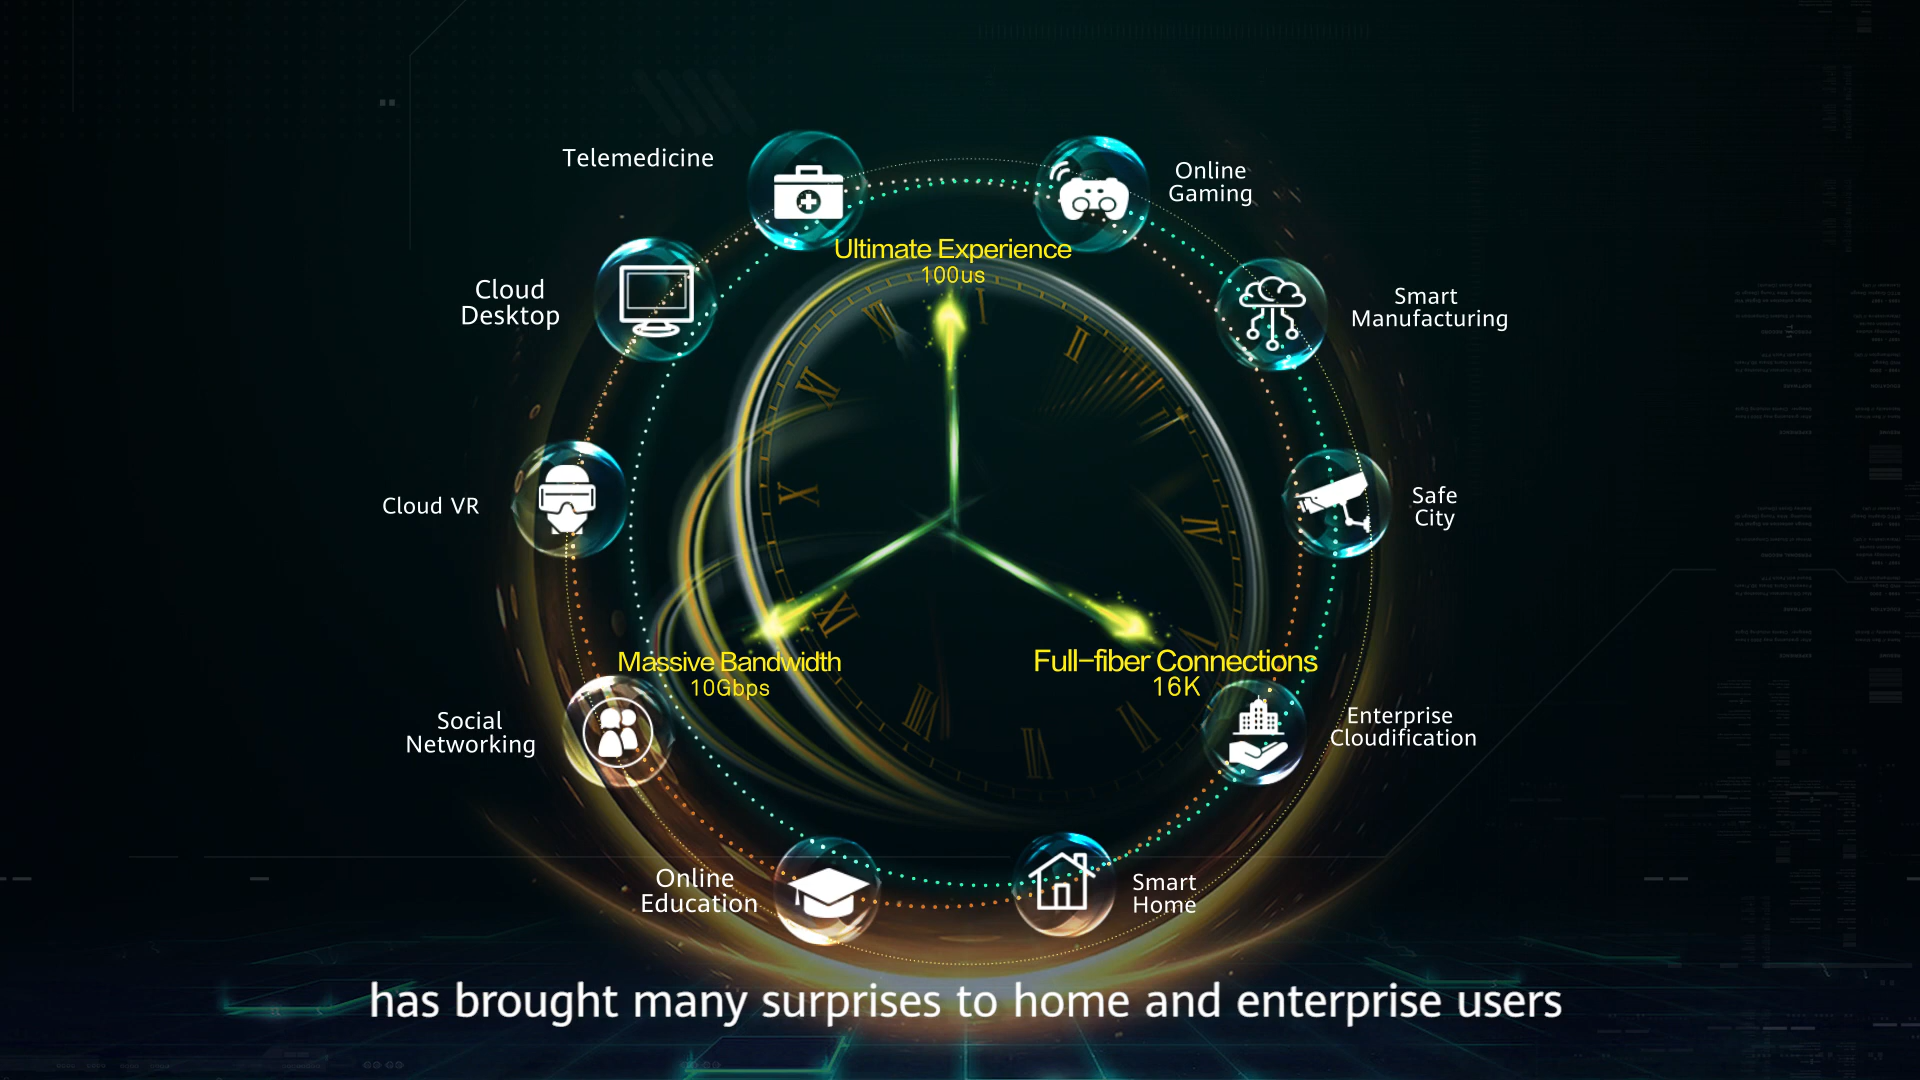 Telemedicine
Online
Gaming
Ultimate Experience
100us
Cloud
Desktop
Smart
Manufacturing
Cloud VR
Safe
City
Massive Bandwidth
10Gbps
Full-fiber Connections
16K
Social
Networking
Enterprise
Cloudification
Online
Education
Smart
Home
has brought many surprises to home and enterprise users